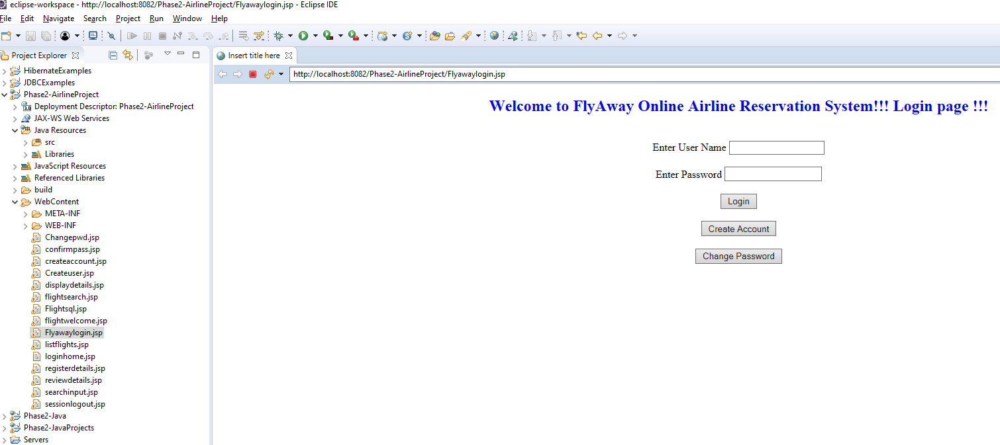 eclipse-workspace - http://localhost:8082/Phase2-AirlineProject/Flyawaylogin.jsp - Eclipse IDE
File Edit Navigate Search Project Run Window Help
Project Explorer
HibernateExamples
JDBCExamples
Phase2-AirlineProject
Deployment Descriptor: Phase2-AirlineProject
JAX-WS Web Services
Java Resources
src
Libraries
JavaScript Resources
Referenced Libraries
build
WebContent
META-INF
WEB-INF
Changepwd.jsp
confirmpass.jsp
createaccount.jsp
Createuser.jsp
displaydetails.jsp
flightsearch.jsp
Flightsql.jsp
flightwelcome.jsp
Flyawaylogin.jsp
listflights.jsp
loginhome.jsp
registerdetails.jsp
reviewdetails.jsp
searchinput.jsp
sessionlogout.jsp
Phase2-Java
Phase2-JavaProjects
Servers
Insert title here
http://localhost:8082/Phase2-AirlineProject/Flyawaylogin.jsp
Welcome to FlyAway Online Airline Reservation System!!! Login page !!!
Enter User Name
Enter Password
Login
Create Account
Change Password